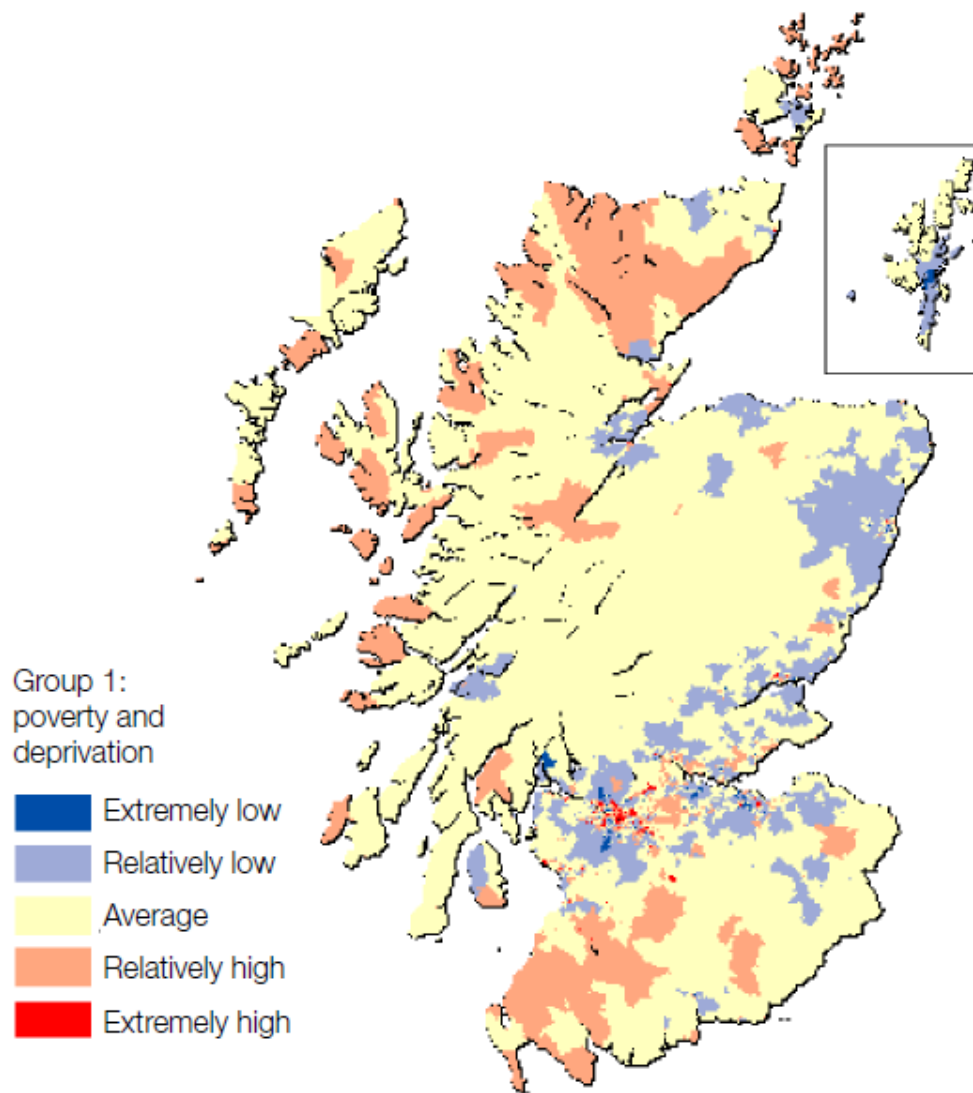 Group 1:
poverty and
deprivation
Extremely low
Relatively low
Average
Relatively high
Extremely high